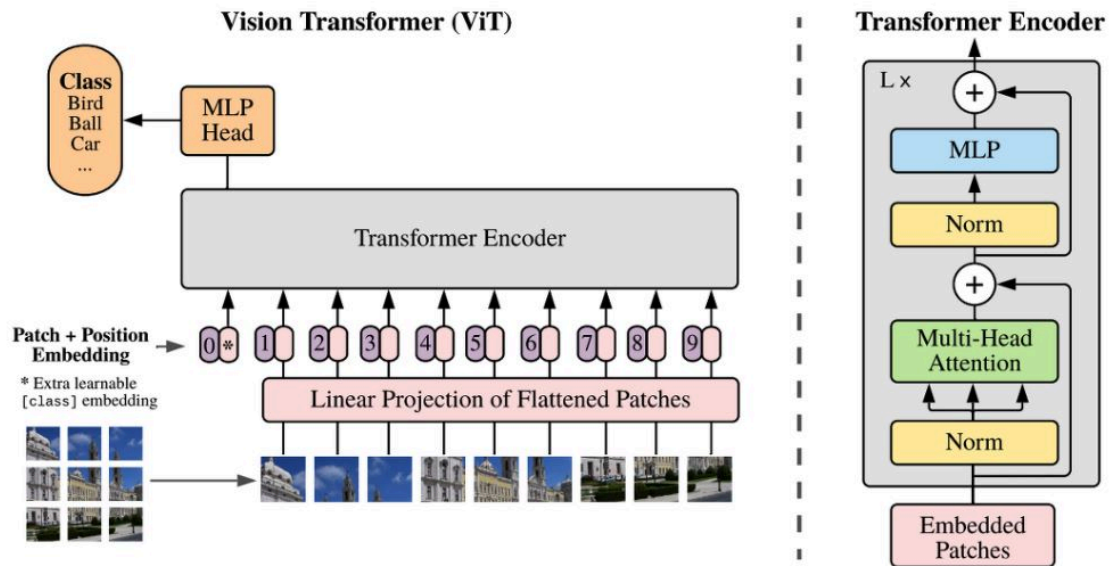 Vision Transformer (ViT)
Class
Bird
Ball
Car
...
MLP
Head
Transformer Encoder
Patch + Position
Embedding
* Extra learnable
[class] embedding
0 * 1 2 3 4 5 6 7 8 9
Linear Projection of Flattened Patches
Transformer Encoder
L ×
+
MLP
Norm
+
Multi-Head
Attention
Norm
Embedded
Patches